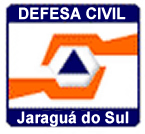 DEFESA CIVIL
Jaraguá do Sul